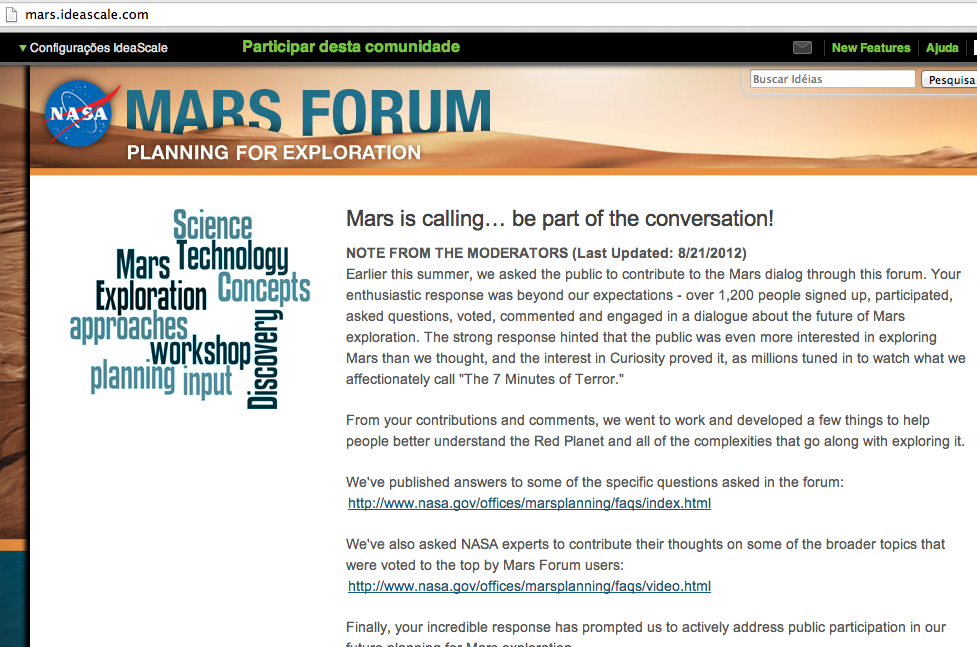 mars.ideascale.com
▼ Configurações IdeaScale
Participar desta comunidade
New Features
Ajuda
Buscar Idéias
Pesquisa
NASA
MARS FORUM
PLANNING FOR EXPLORATION
Science
Technology
Mars
Exploration
Concepts
approaches
workshop
Discovery
planning
input
Mars is calling… be part of the conversation!
NOTE FROM THE MODERATORS (Last Updated: 8/21/2012)
Earlier this summer, we asked the public to contribute to the Mars dialog through this forum. Your
enthusiastic response was beyond our expectations - over 1,200 people signed up, participated,
asked questions, voted, commented and engaged in a dialogue about the future of Mars
exploration. The strong response hinted that the public was even more interested in exploring
Mars than we thought, and the interest in Curiosity proved it, as millions tuned in to watch what we
affectionately call "The 7 Minutes of Terror."
From your contributions and comments, we went to work and developed a few things to help
people better understand the Red Planet and all of the complexities that go along with exploring it.
We've published answers to some of the specific questions asked in the forum:
http://www.nasa.gov/offices/marsplanning/faqs/index.html
We've also asked NASA experts to contribute their thoughts on some of the broader topics that
were voted to the top by Mars Forum users:
http://www.nasa.gov/offices/marsplanning/faqs/video.html
Finally, your incredible response has prompted us to actively address public participation in our
future planning for Mars exploration.